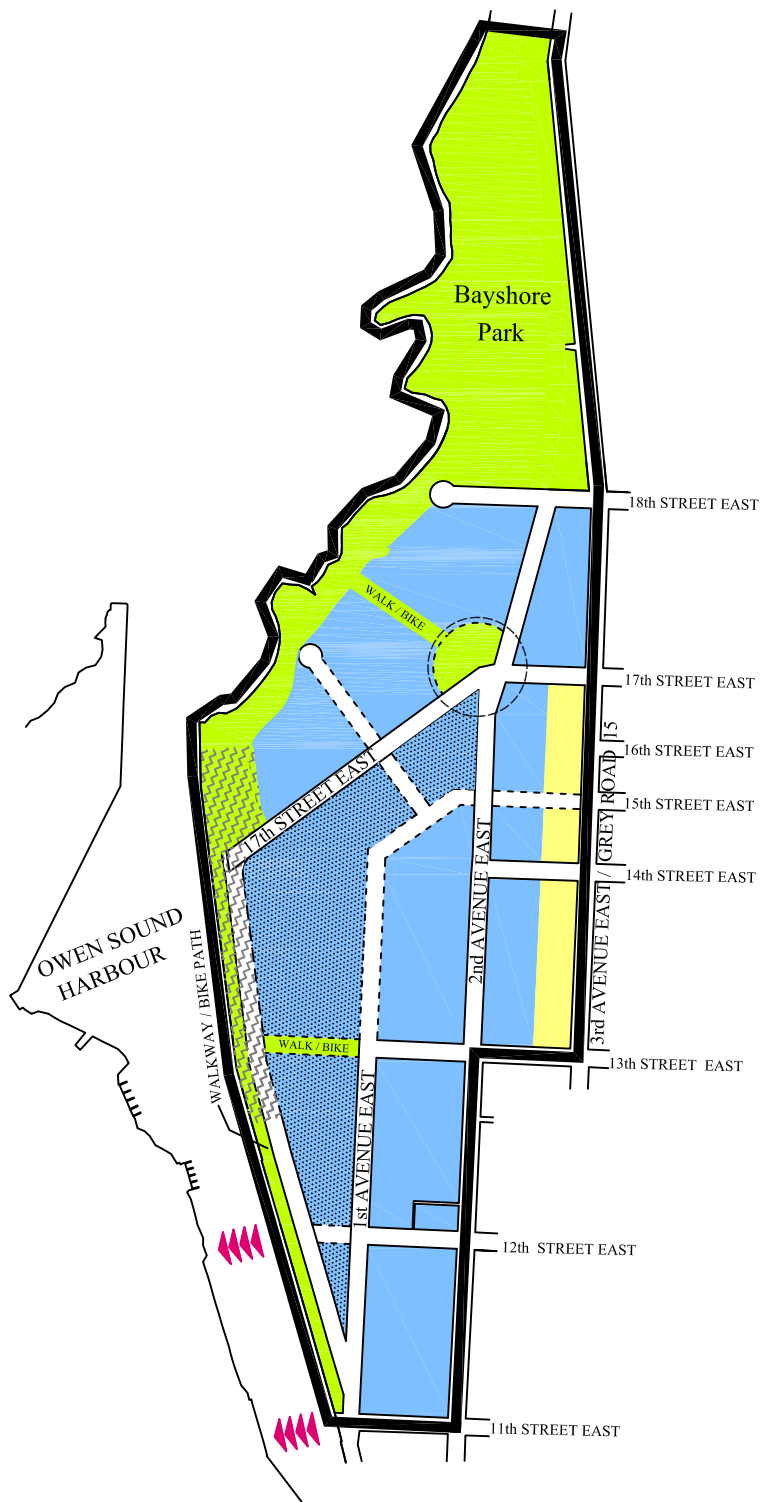 Bayshore
Park
18th STREET EAST
WALK / BIKE
17th STREET EAST
16th STREET EAST
15th STREET EAST
17th STREET EAST
14th STREET EAST
2nd AVENUE EAST
3rd AVENUE EAST / GREY ROAD 15
OWEN SOUND
HARBOUR
WALKWAY / BIKE PATH
WALK / BIKE
13th STREET EAST
1st AVENUE EAST
12th STREET EAST
11th STREET EAST